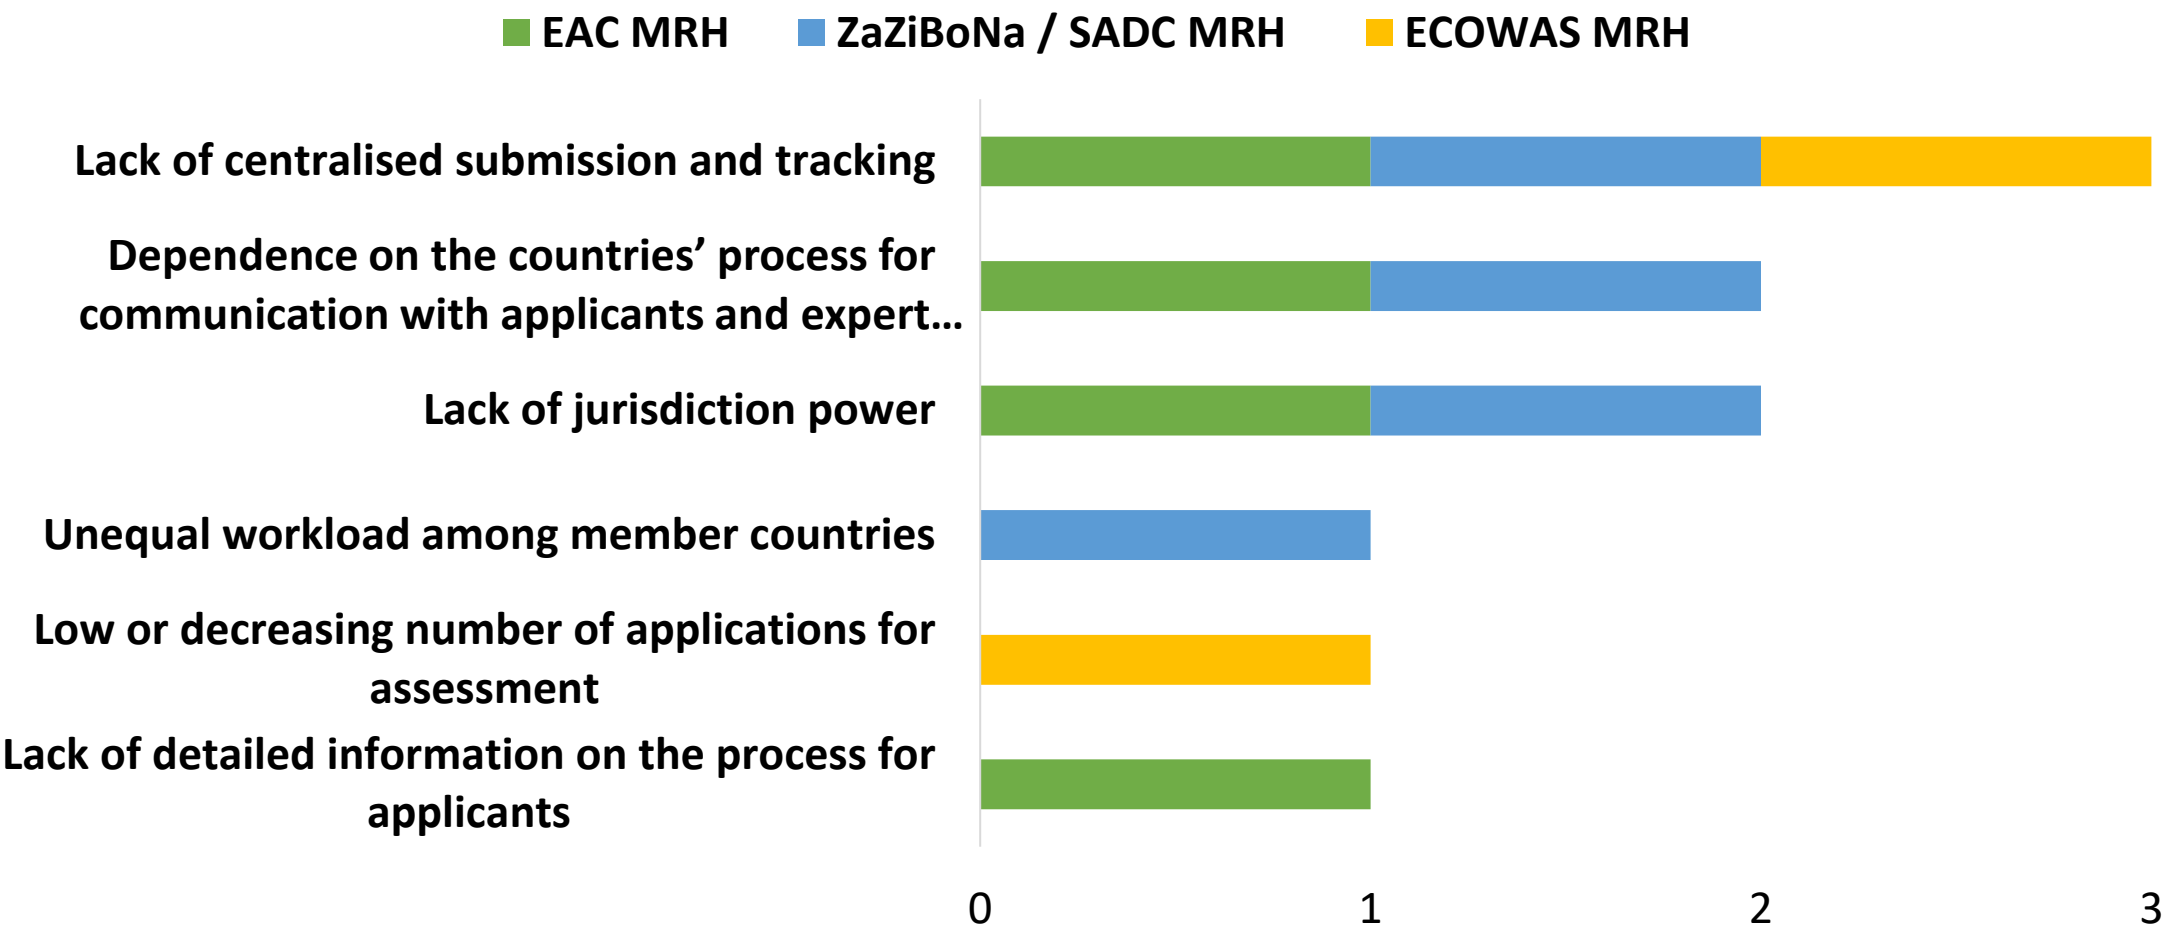 EAC MRH ZaZiBoNa / SADC MRH ECOWAS MRH
Lack of centralised submission and tracking
Dependence on the countries’ process for
communication with applicants and expert...
Lack of jurisdiction power
Unequal workload among member countries
Low or decreasing number of applications for
assessment
Lack of detailed information on the process for
applicants
0 1 2 3